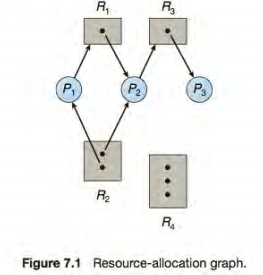 R1 R3
P1 P2 P3
R2
R4
Figure 7.1 Resource-allocation graph.